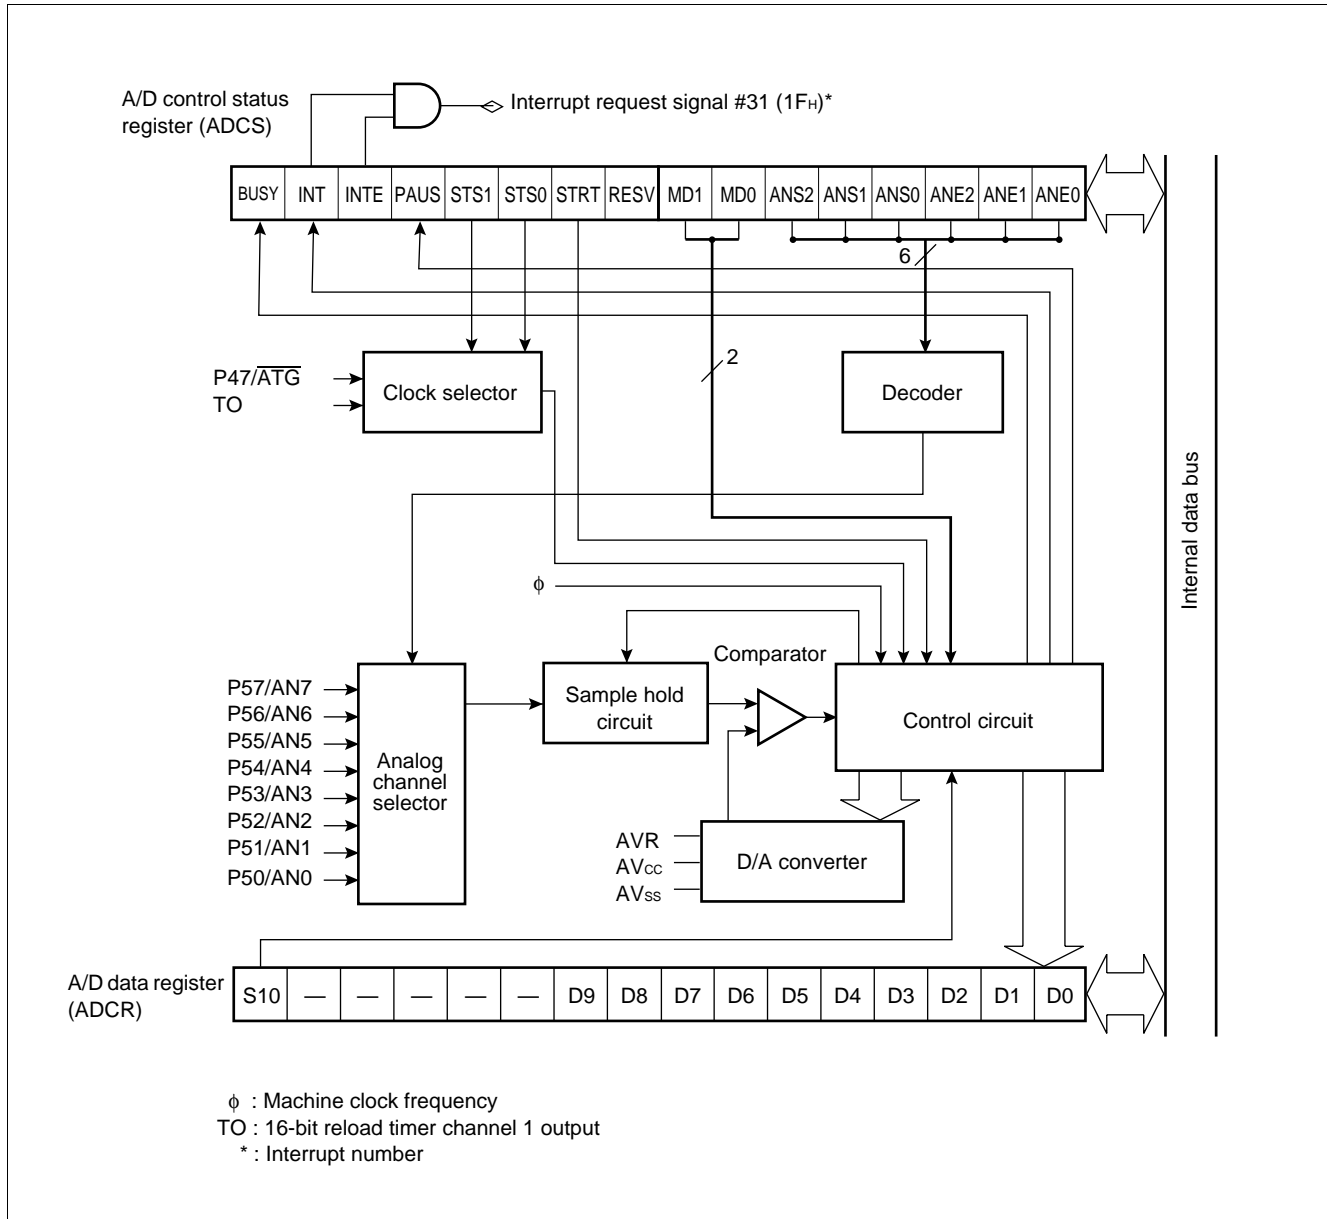 A/D control status
register (ADCS)
Interrupt request signal #31 (1FH)*
BUSY INT INTE PAUS STS1 STS0 STRT RESV MD1 MD0 ANS2 ANS1 ANS0 ANE2 ANE1 ANE0
6
2
P47/A̅T̅G̅
TO
Clock selector
Decoder
Internal data bus
ϕ
Comparator
P57/AN7
P56/AN6
P55/AN5
P54/AN4
P53/AN3
P52/AN2
P51/AN1
P50/AN0
Analog
channel
selector
Sample hold
circuit
Control circuit
AVR
AVCC
AVSS
D/A converter
A/D data register
(ADCR)
S10 — — — — — D9 D8 D7 D6 D5 D4 D3 D2 D1 D0
ϕ : Machine clock frequency
TO : 16-bit reload timer channel 1 output
* : Interrupt number